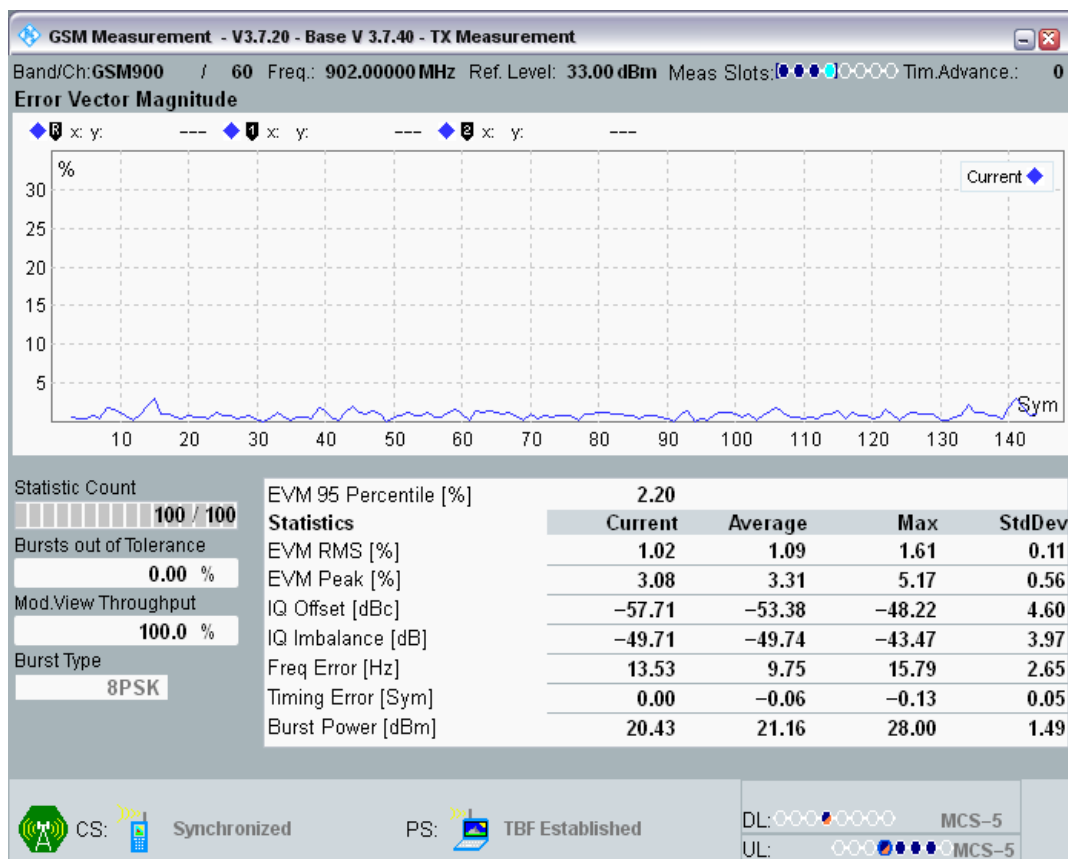 GSM Measurement - V3.7.20 - Base V 3.7.40 - TX Measurement
Band/Ch:GSM900 / 60 Freq.: 902.00000 MHz Ref. Level: 33.00 dBm Meas Slots: Tim.Advance.: 0
Error Vector Magnitude
R x: y: --- 1 x: y: --- 2 x: y: ---
%
Current
30
25
20
15
10
5
Sym
10 20 30 40 50 60 70 80 90 100 110 120 130 140
Statistic Count
100 / 100
Bursts out of Tolerance
0.00 %
Mod.View Throughput
100.0 %
Burst Type
8PSK
EVM 95 Percentile [%] 2.20
Statistics Current Average Max StdDev
EVM RMS [%] 1.02 1.09 1.61 0.11
EVM Peak [%] 3.08 3.31 5.17 0.56
IQ Offset [dBc] −57.71 −53.38 −48.22 4.60
IQ Imbalance [dB] −49.71 −49.74 −43.47 3.97
Freq Error [Hz] 13.53 9.75 15.79 2.65
Timing Error [Sym] 0.00 −0.06 −0.13 0.05
Burst Power [dBm] 20.43 21.16 28.00 1.49
CS: Synchronized PS: TBF Established
DL: MCS−5
UL: MCS−5